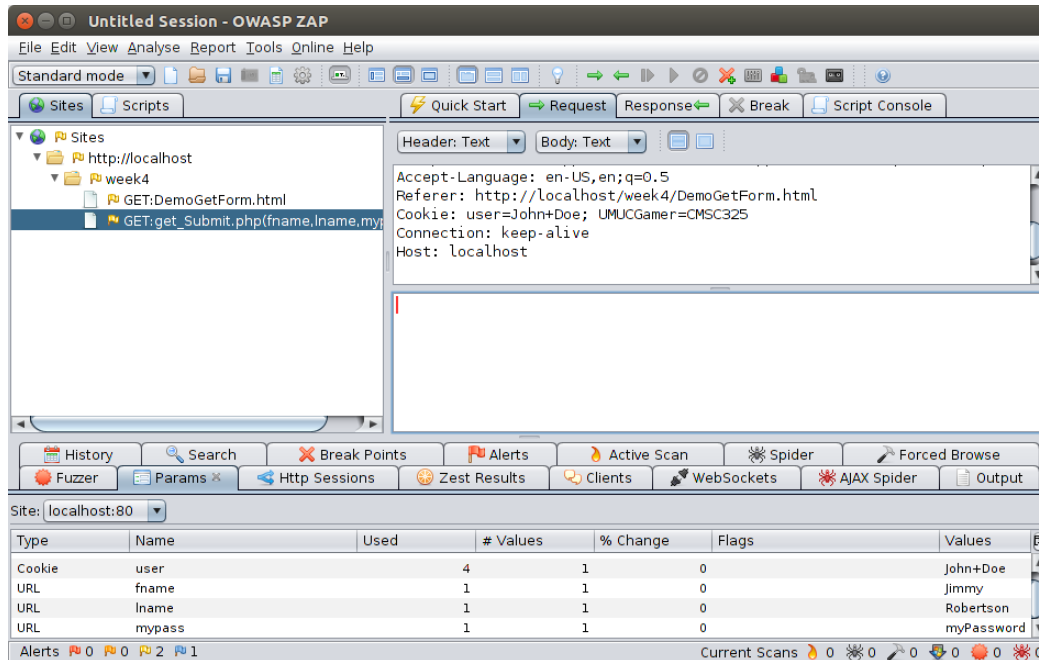 Untitled Session - OWASP ZAP
File Edit View Analyse Report Tools Online Help
Standard mode
Sites Scripts
Quick Start Request Response Break Script Console
Sites
http://localhost
week4
GET:DemoGetForm.html
GET:get_Submit.php(fname,lname,myp
Header: Text Body: Text
Accept-Language: en-US,en;q=0.5
Referer: http://localhost/week4/DemoGetForm.html
Cookie: user=John+Doe; UMUCGamer=CMSC325
Connection: keep-alive
Host: localhost
History Search Break Points Alerts Active Scan Spider Forced Browse
Fuzzer Params Http Sessions Zest Results Clients WebSockets AJAX Spider Output
Site: localhost:80
Type Name Used # Values % Change Flags Values
Cookie user 4 1 0 John+Doe
URL fname 1 1 0 Jimmy
URL lname 1 1 0 Robertson
URL mypass 1 1 0 myPassword
Alerts 0 0 2 1 Current Scans 0 0 0 0 0 0